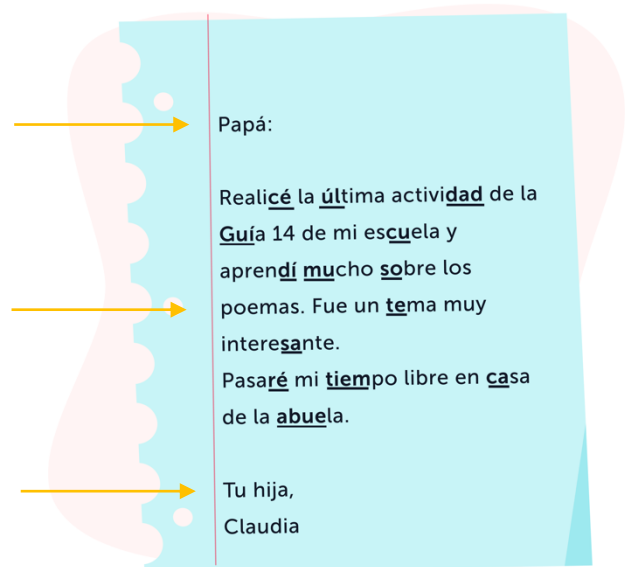 Papá:
Realicé la última actividad de la
Guía 14 de mi escuela y
aprendí mucho sobre los
poemas. Fue un tema muy
interesante.
Pasaré mi tiempo libre en casa
de la abuela.
Tu hija,
Claudia